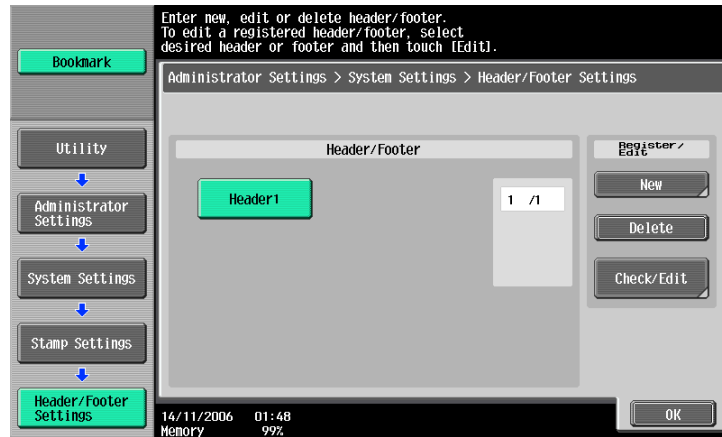 Enter new, edit or delete header/footer.
To edit a registered header/footer, select
desired header or footer and then touch [Edit].
Bookmark
Administrator Settings > System Settings > Header/Footer Settings
Utility
Administrator
Settings
System Settings
Stamp Settings
Header/Footer
Settings
Header/Footer
Header1
1 /1
Register/
Edit
New
Delete
Check/Edit
14/11/2006 01:48
Memory 99%
OK